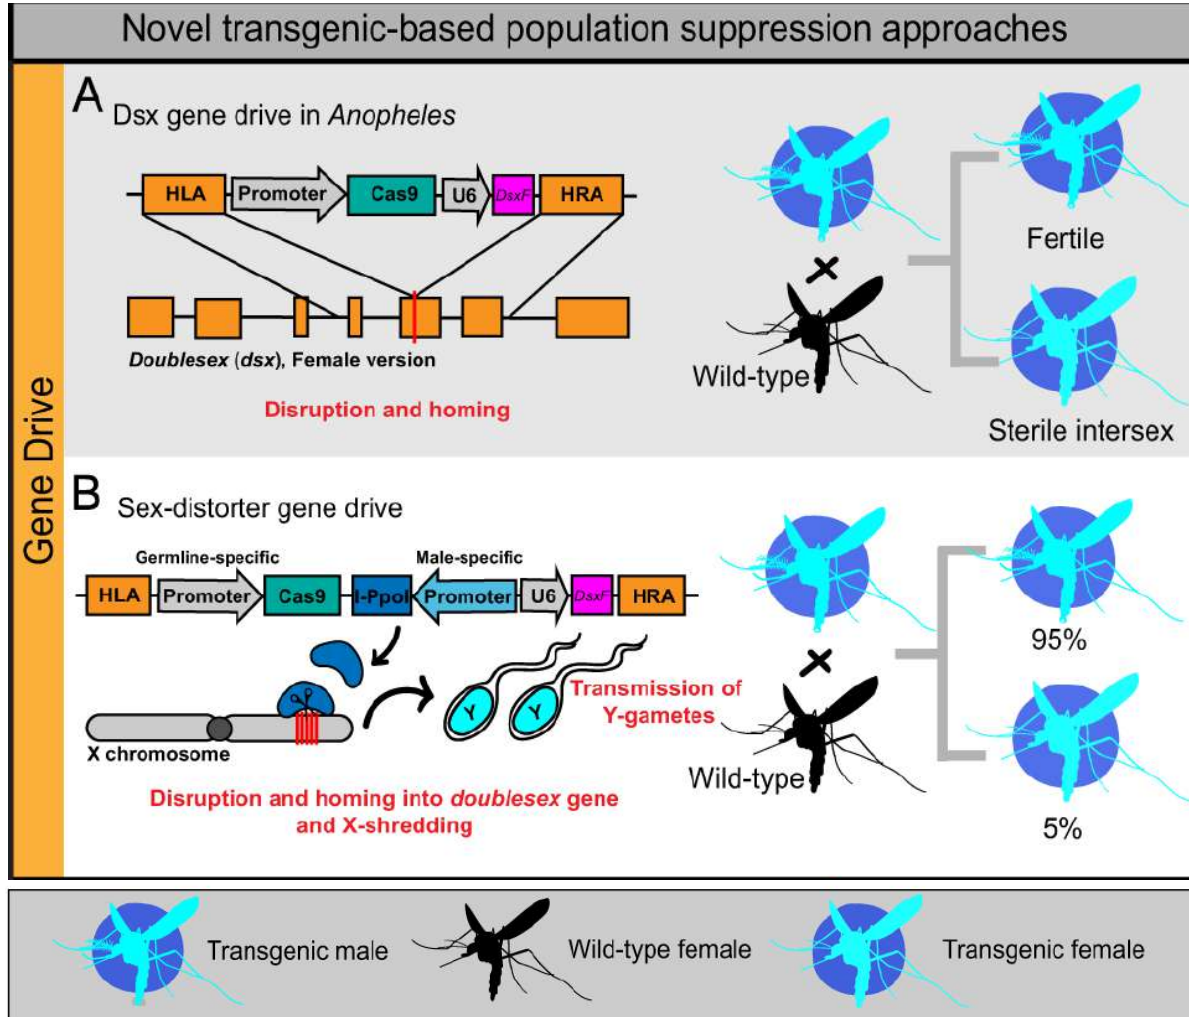 Novel transgenic-based population suppression approaches
Gene Drive
A
Dsx gene drive in Anopheles
HLA Promoter Cas9 U6 DsxF HRA
Doublesex (dsx), Female version
Disruption and homing
Wild-type
Fertile
Sterile intersex
B
Sex-distorter gene drive
Germline-specific Male-specific
HLA Promoter Cas9 I-PpoI Promoter U6 DsxF HRA
X chromosome
Y Y
Transmission of
Y-gametes
Disruption and homing into doublesex gene
and X-shredding
Wild-type
95%
5%
Transgenic male Wild-type female Transgenic female